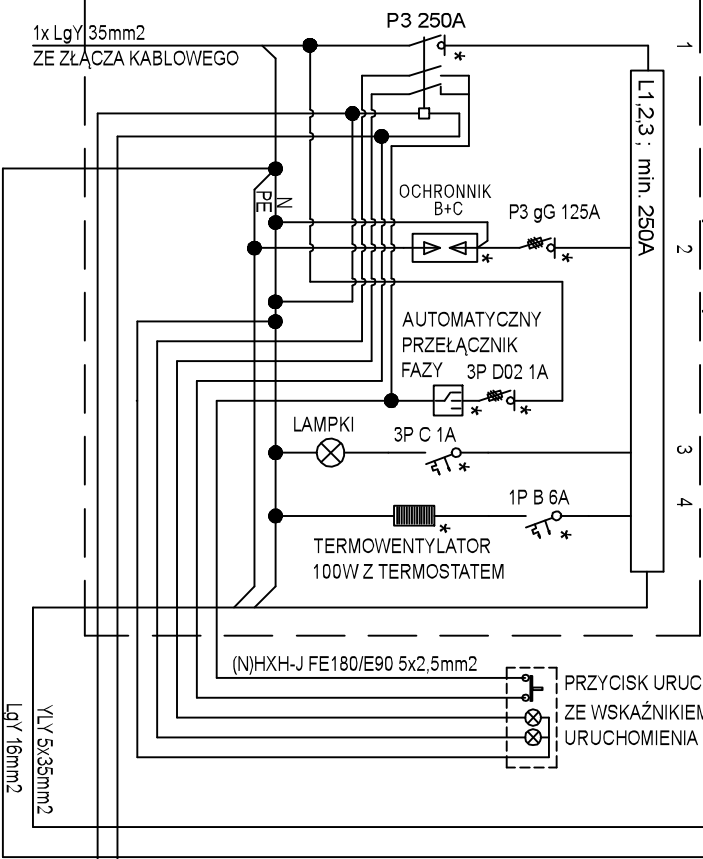 P3 250A
1x LgY 35mm2
ZE ZŁĄCZA KABLOWEGO
*
1
L1,2,3 ; min. 250A
N
PE
OCHRONNIK
B+C
P3 gG 125A
*
*
2
AUTOMATYCZNY
PRZEŁĄCZNIK
FAZY
3P D02 1A
*
*
LAMPKI
3P C 1A
*
3
1P B 6A
*
*
4
TERMOWENTYLATOR
100W Z TERMOSTATEM
(N)HXH-J FE180/E90 5x2,5mm2
PRZYCISK URUC
ZE WSKAŹNIKIEM
URUCHOMIENIA
LgY 16mm2
YLY 5x35mm2